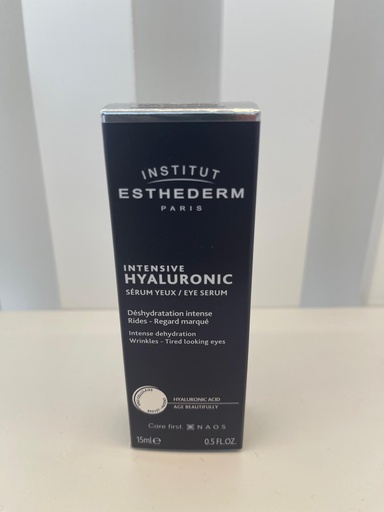 INSTITUT
ESTHEDERM
PARIS
INTENSIVE
HYALURONIC
SÉRUM YEUX / EYE SERUM
Déshydratation intense
Rides - Regard marqué
Intense dehydration
Wrinkles - Tired looking eyes
HYALURONIC ACID
AGE BEAUTIFULLY
Care first. NAOS
15ml℮ 0.5 FL.OZ.